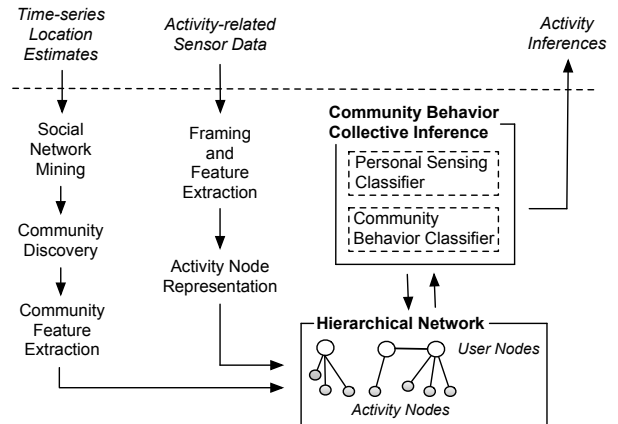 Time-series
Location
Estimates
Activity-related
Sensor Data
Activity
Inferences
Social
Network
Mining
Community
Discovery
Community
Feature
Extraction
Framing
and
Feature
Extraction
Activity Node
Representation
Community Behavior
Collective Inference
Personal Sensing
Classifier
Community
Behavior Classifier
Hierarchical Network
User Nodes
Activity Nodes